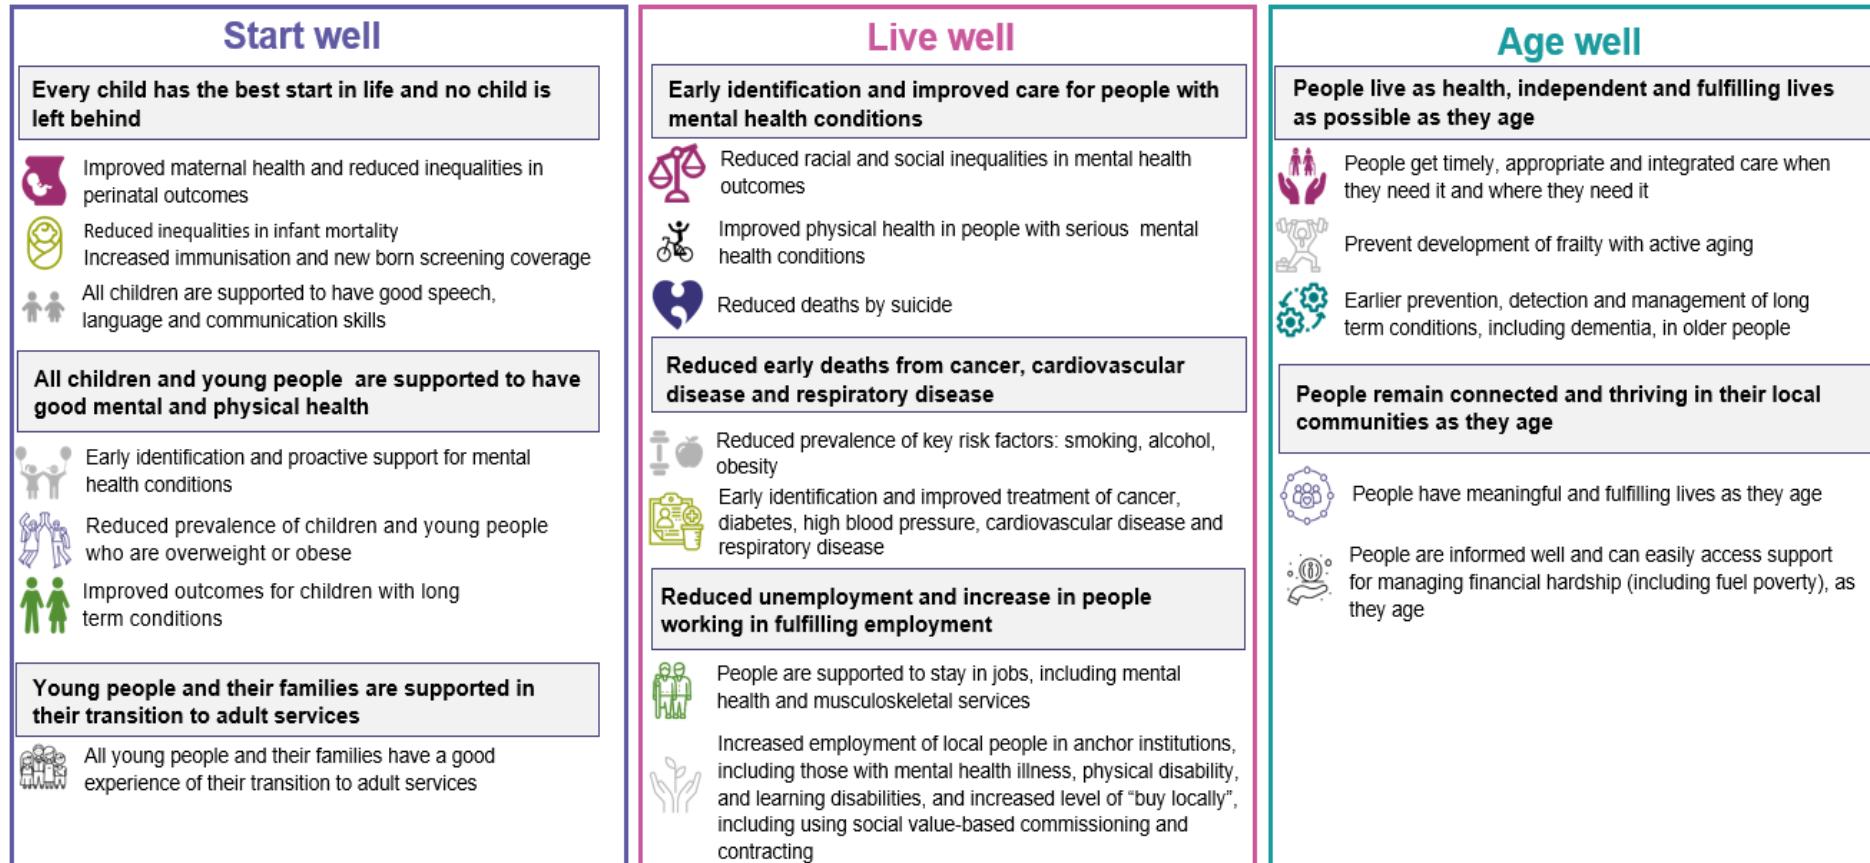 Start well
Every child has the best start in life and no child is
left behind
Improved maternal health and reduced inequalities in
perinatal outcomes
Reduced inequalities in infant mortality
Increased immunisation and new born screening coverage
All children are supported to have good speech,
language and communication skills
All children and young people are supported to have
good mental and physical health
Early identification and proactive support for mental
health conditions
Reduced prevalence of children and young people
who are overweight or obese
Improved outcomes for children with long
term conditions
Young people and their families are supported in
their transition to adult services
All young people and their families have a good
experience of their transition to adult services
Live well
Early identification and improved care for people with
mental health conditions
Reduced racial and social inequalities in mental health
outcomes
Improved physical health in people with serious mental
health conditions
Reduced deaths by suicide
Reduced early deaths from cancer, cardiovascular
disease and respiratory disease
Reduced prevalence of key risk factors: smoking, alcohol,
obesity
Early identification and improved treatment of cancer,
diabetes, high blood pressure, cardiovascular disease and
respiratory disease
Reduced unemployment and increase in people
working in fulfilling employment
People are supported to stay in jobs, including mental
health and musculoskeletal services
Increased employment of local people in anchor institutions,
including those with mental health illness, physical disability,
and learning disabilities, and increased level of “buy locally”,
including using social value-based commissioning and
contracting
Age well
People live as health, independent and fulfilling lives
as possible as they age
People get timely, appropriate and integrated care when
they need it and where they need it
Prevent development of frailty with active aging
Earlier prevention, detection and management of long
term conditions, including dementia, in older people
People remain connected and thriving in their local
communities as they age
People have meaningful and fulfilling lives as they age
People are informed well and can easily access support
for managing financial hardship (including fuel poverty), as
they age